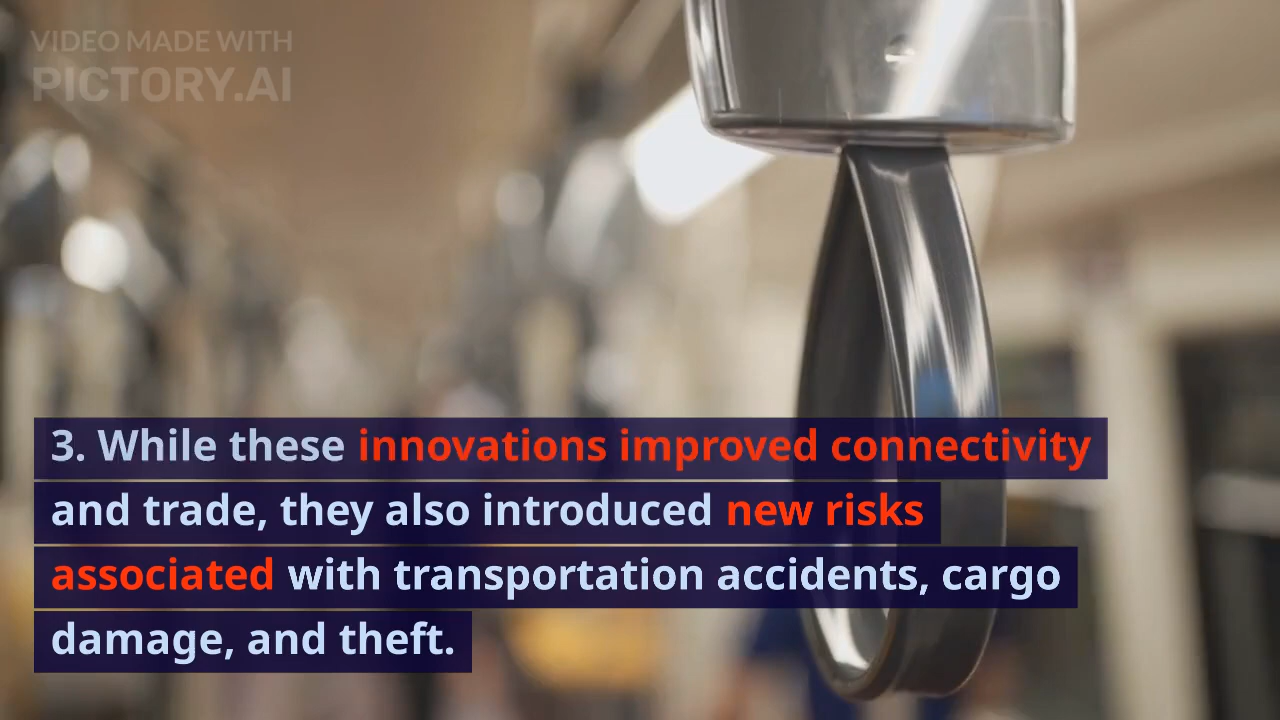 VIDEO MADE WITH
PICTORY.AI
3. While these innovations improved connectivity
and trade, they also introduced new risks
associated with transportation accidents, cargo
damage, and theft.